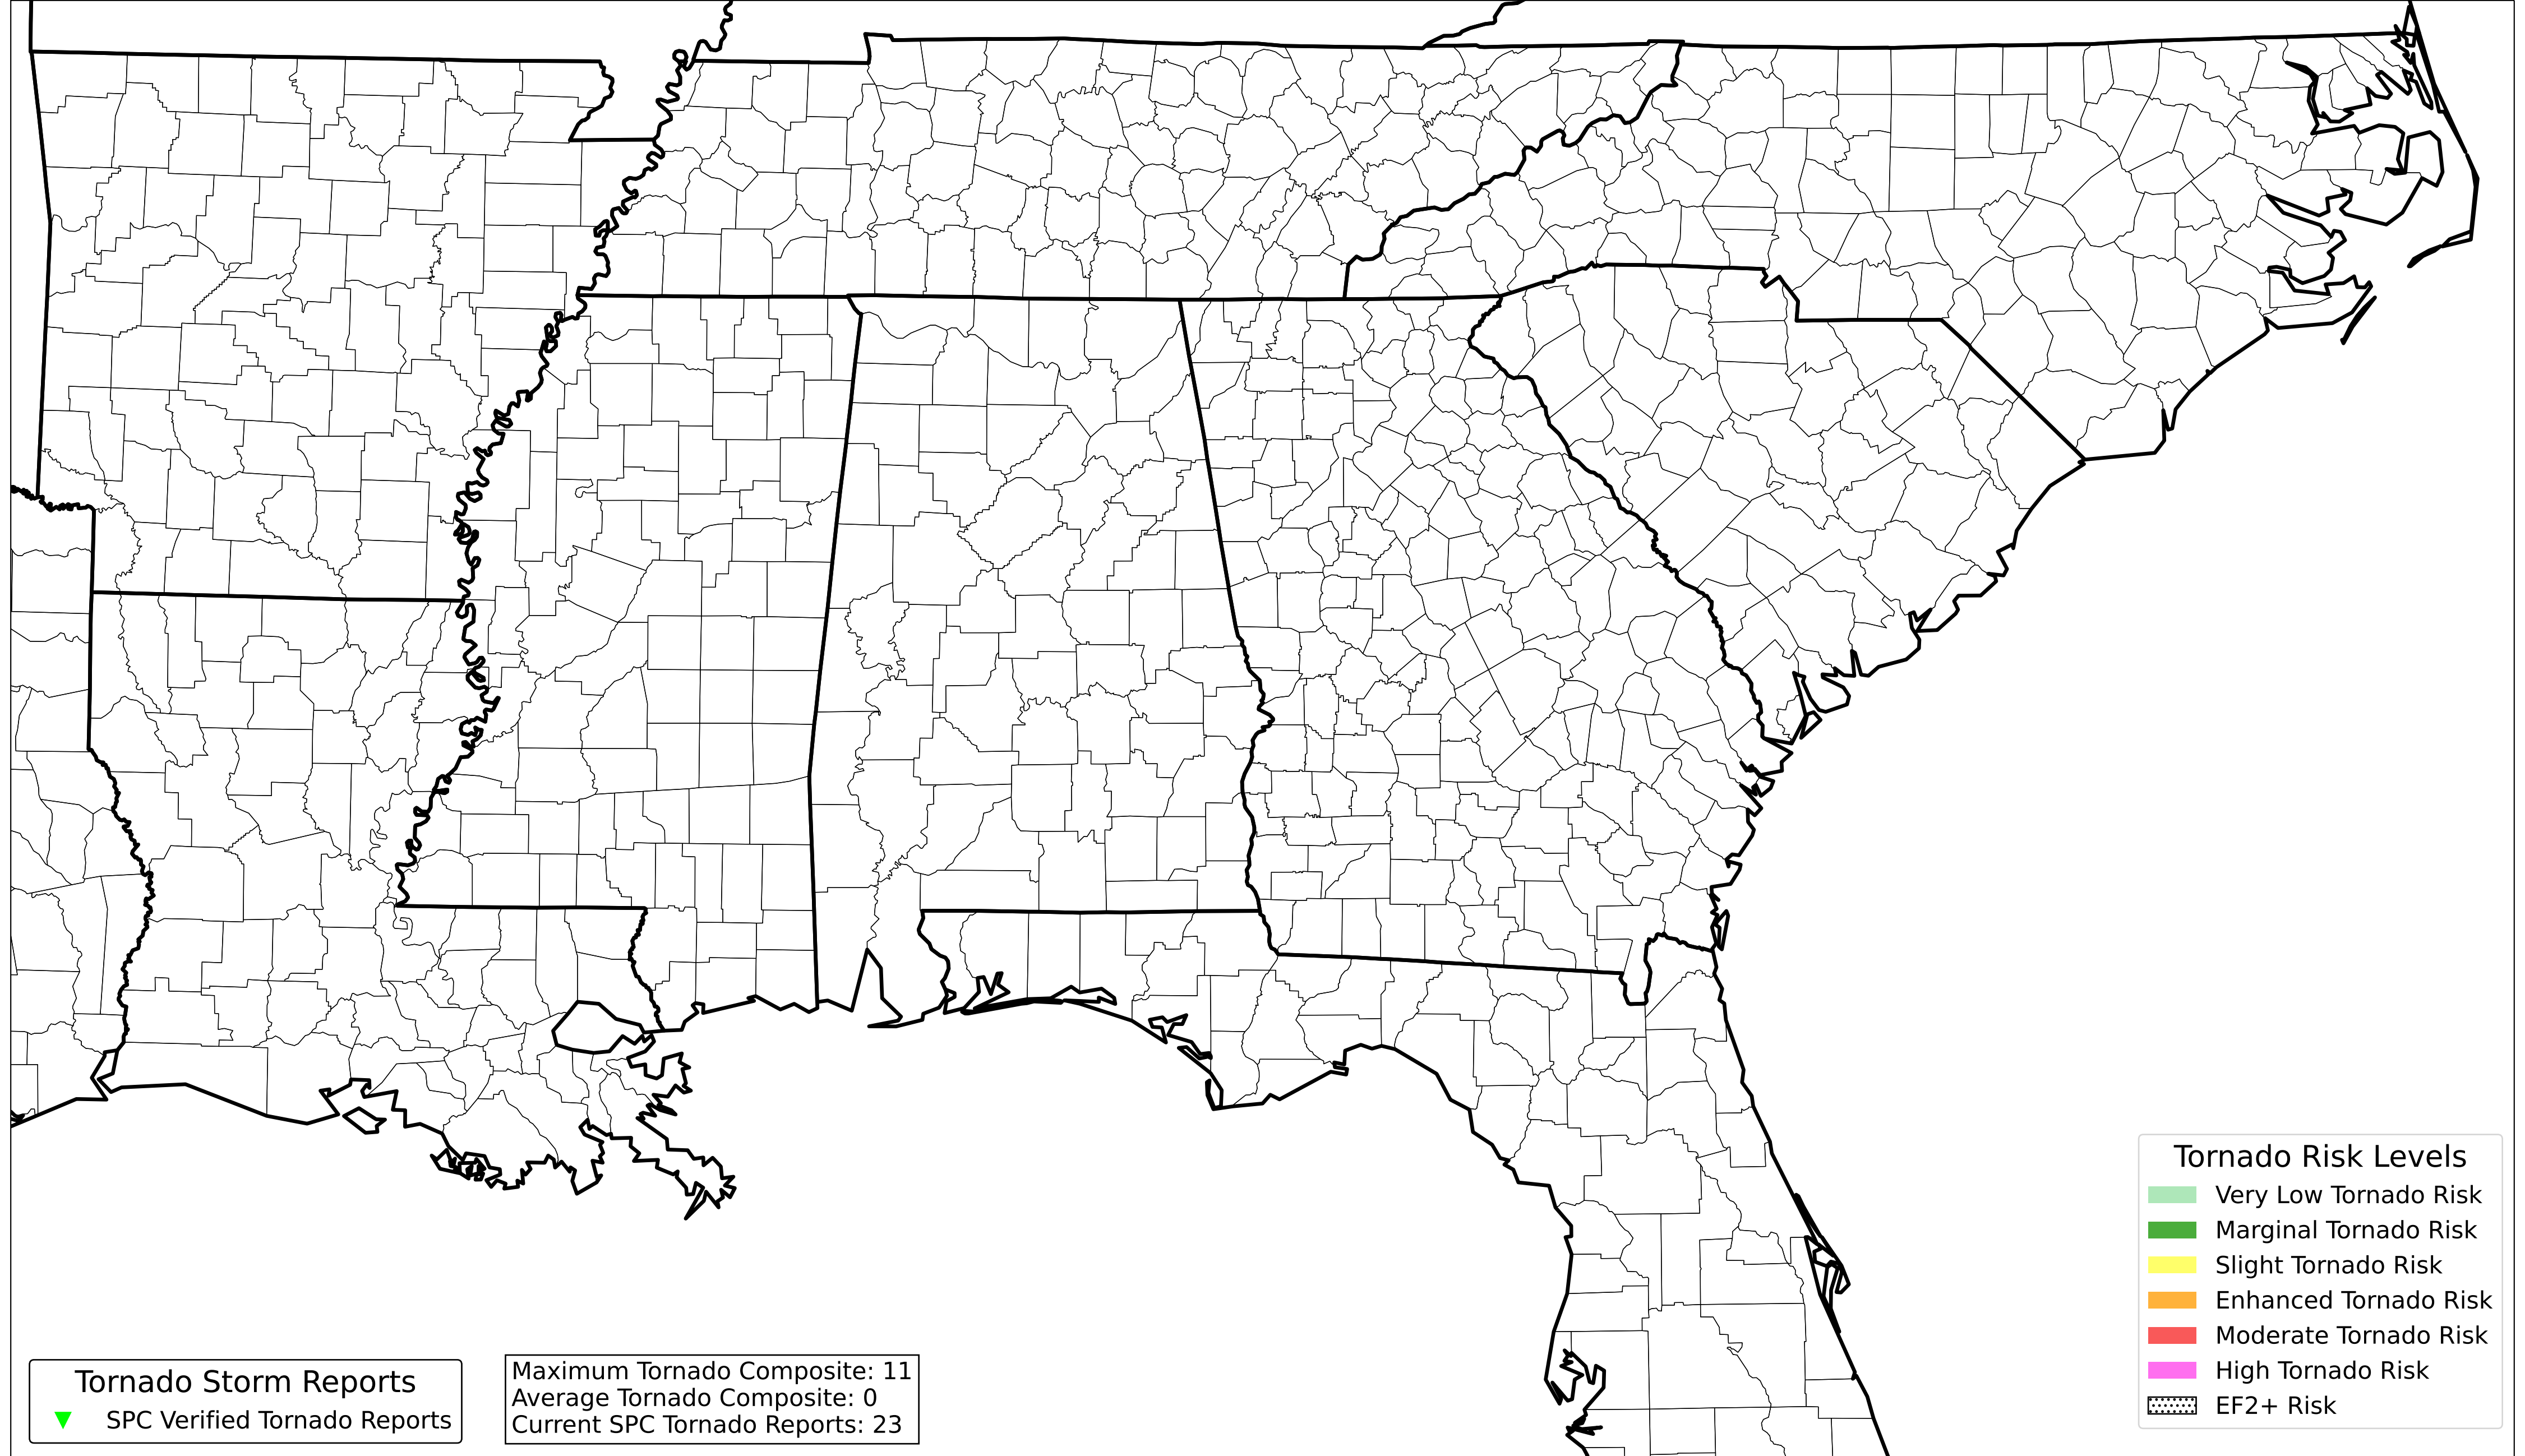 Tornado Risk Levels
Very Low Tornado Risk
Marginal Tornado Risk
Slight Tornado Risk
Enhanced Tornado Risk
Moderate Tornado Risk
High Tornado Risk
EF2+ Risk
Tornado Storm Reports
SPC Verified Tornado Reports
Maximum Tornado Composite: 11
Average Tornado Composite: 0
Current SPC Tornado Reports: 23